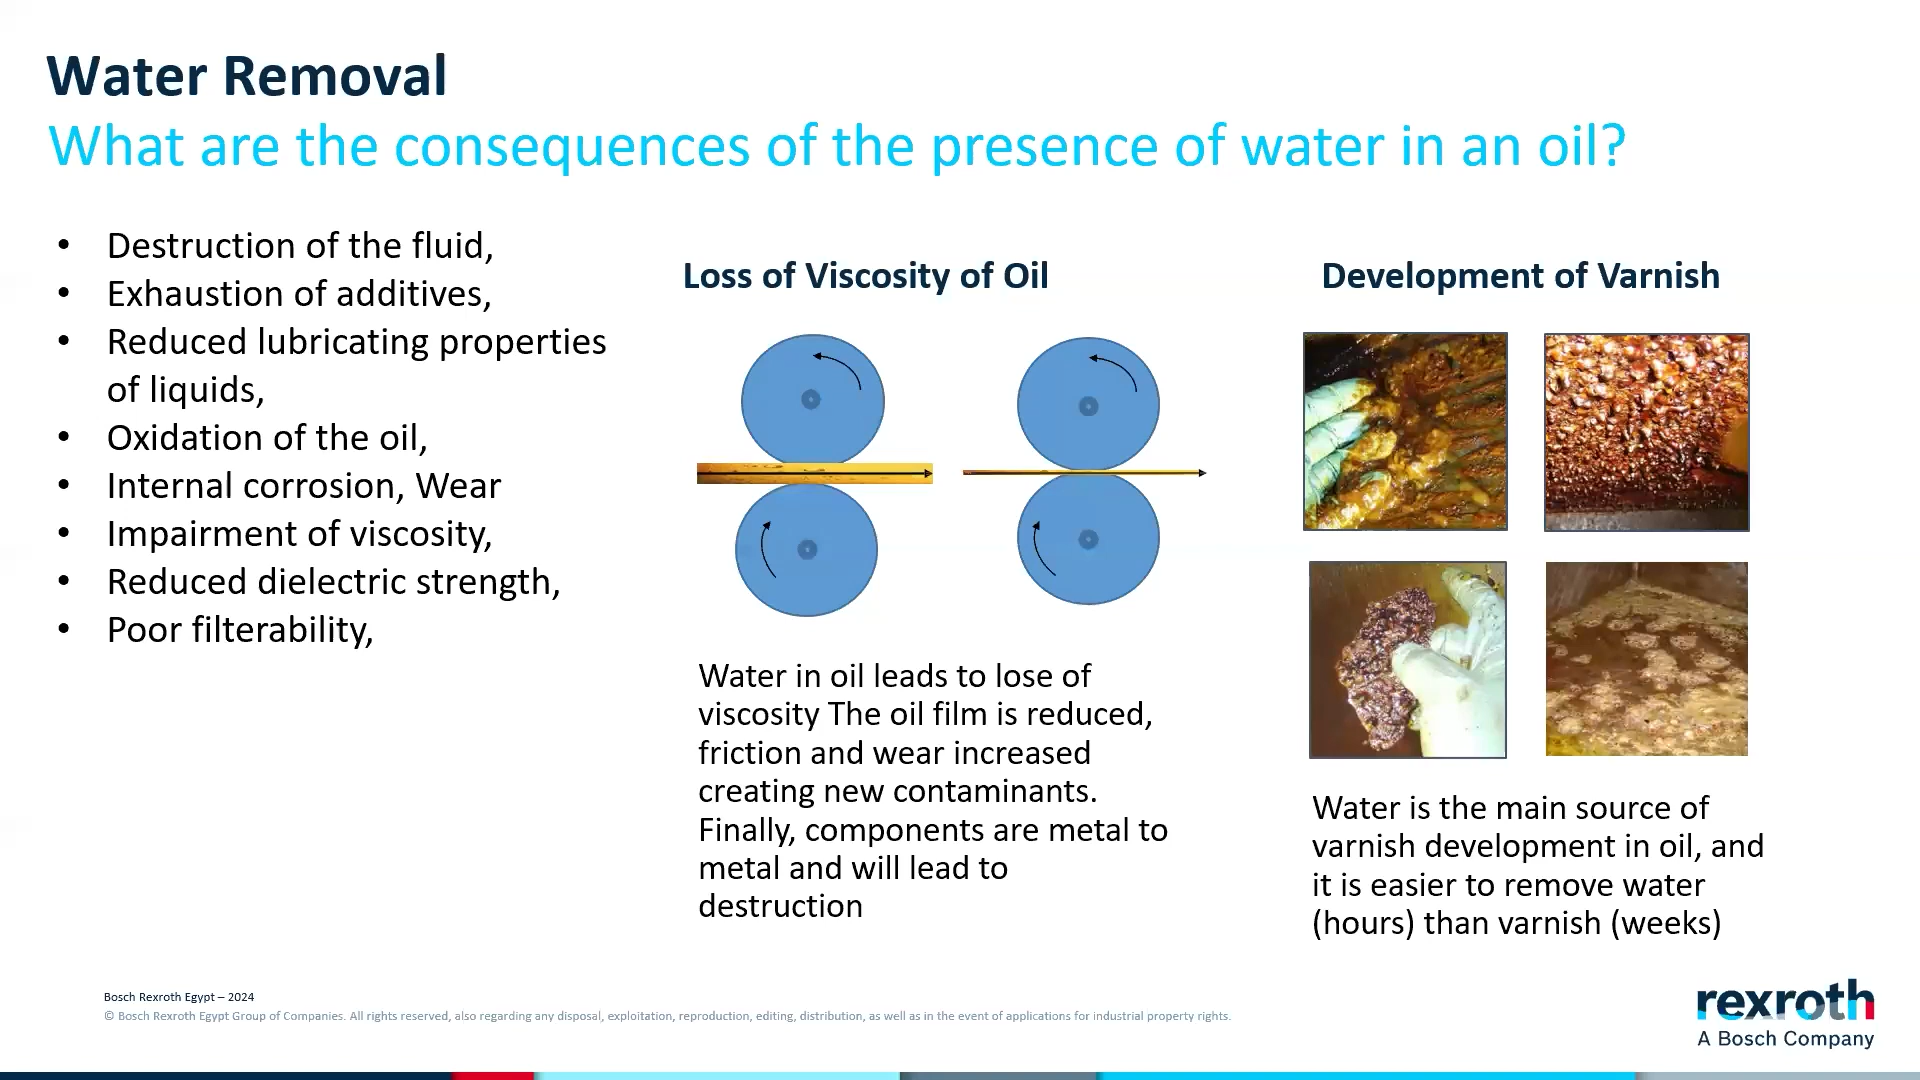 Water Removal
What are the consequences of the presence of water in an oil?
• Destruction of the fluid,
• Exhaustion of additives,
• Reduced lubricating properties
of liquids,
• Oxidation of the oil,
• Internal corrosion, Wear
• Impairment of viscosity,
• Reduced dielectric strength,
• Poor filterability,
Loss of Viscosity of Oil
Water in oil leads to lose of
viscosity The oil film is reduced,
friction and wear increased
creating new contaminants.
Finally, components are metal to
metal and will lead to
destruction
Development of Varnish
Water is the main source of
varnish development in oil, and
it is easier to remove water
(hours) than varnish (weeks)
Bosch Rexroth Egypt – 2024
© Bosch Rexroth Egypt Group of Companies. All rights reserved, also regarding any disposal, exploitation, reproduction, editing, distribution, as well as in the event of applications for industrial property rights.
rexroth
A Bosch Company